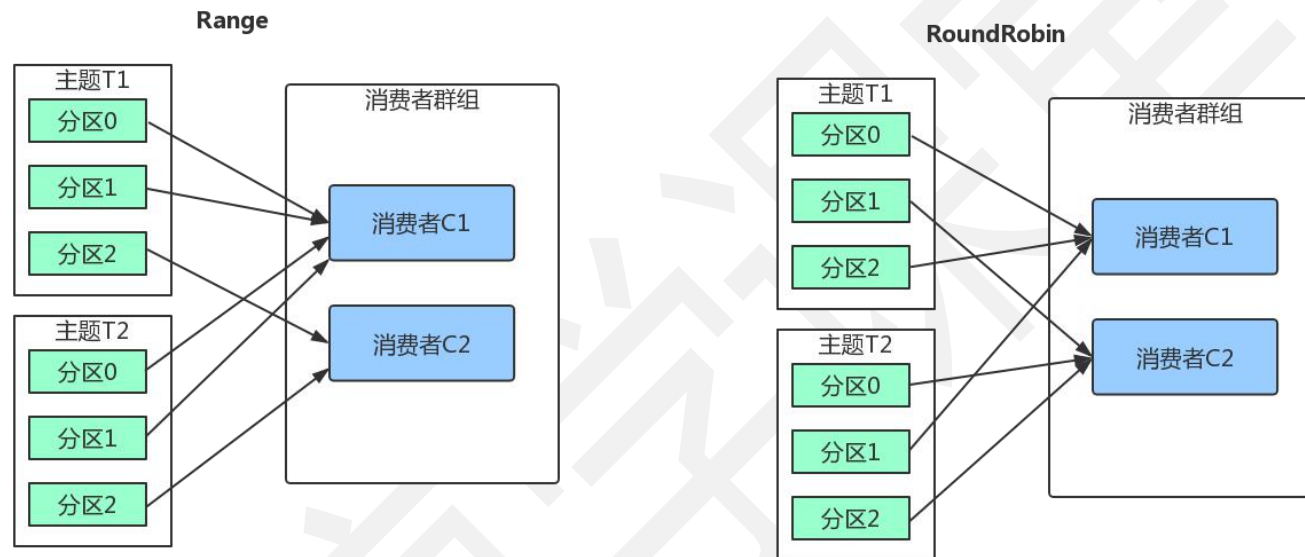 Range
主题T1
分区0
分区1
分区2
主题T2
分区0
分区1
分区2
消费者群组
消费者C1
消费者C2
RoundRobin
主题T1
分区0
分区1
分区2
主题T2
分区0
分区1
分区2
消费者群组
消费者C1
消费者C2